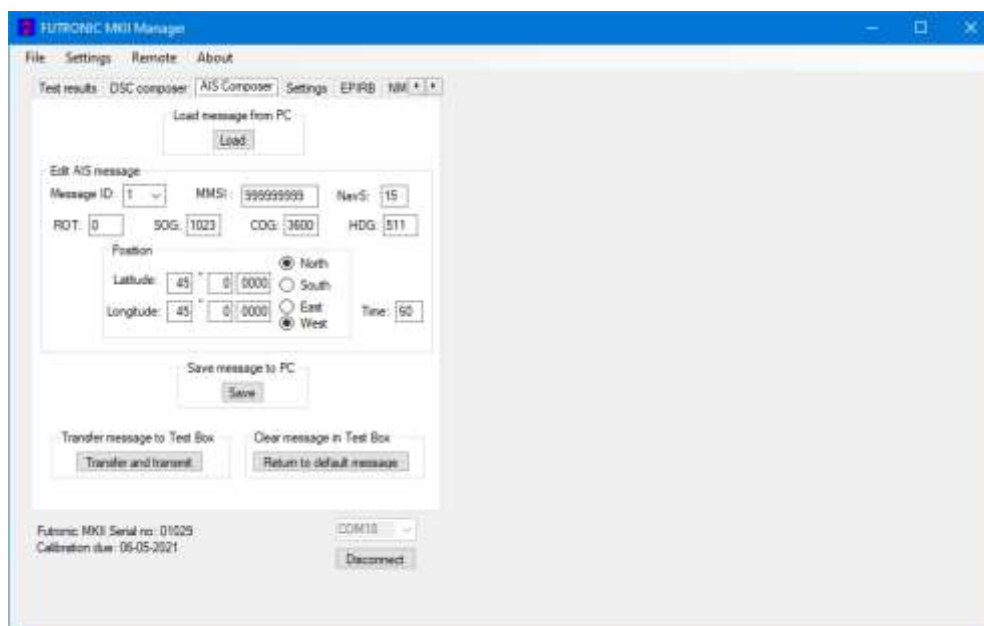 FUTRONIC MKII Manager
File Settings Remote About
Test results DSC composer AIS Composer Settings EPIRB NM
Load message from PC
Load
Edit AIS message
Message ID: 1 MMSI: 999999999 NavS: 15
ROT: 0 SOG: 1023 COG: 3600 HDG: 511
Position
North
Latitude: 45 ° 0 0000 South
Longitude: 45 ° 0 0000 East Time: 60
West
Save message to PC
Save
Transfer message to Test Box Clear message in Test Box
Transfer and transmit Return to default message
Futronic MKII Serial no: 01029 COM18
Calibration due: 06-05-2021
Disconnect